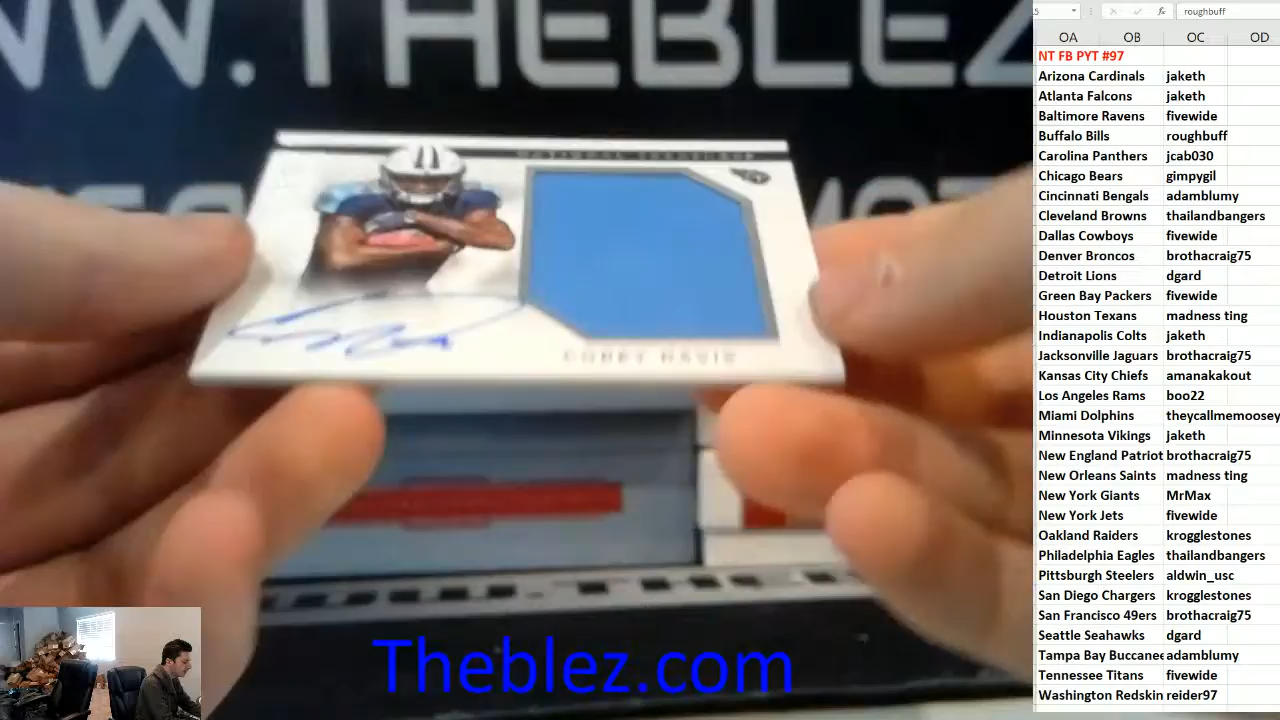 WWW.THEBLEZ
NATIONAL TREASURES
COREY DAVIS
Theblez.com
roughbuff
OA OB OC OD
NT FB PYT #97
Arizona Cardinals jaketh
Atlanta Falcons jaketh
Baltimore Ravens fivewide
Buffalo Bills roughbuff
Carolina Panthers jcab030
Chicago Bears gimpygil
Cincinnati Bengals adamblumy
Cleveland Browns thailandbangers
Dallas Cowboys fivewide
Denver Broncos brothacraig75
Detroit Lions dgard
Green Bay Packers fivewide
Houston Texans madness ting
Indianapolis Colts jaketh
Jacksonville Jaguars brothacraig75
Kansas City Chiefs amanakakout
Los Angeles Rams boo22
Miami Dolphins theycallmemoosey
Minnesota Vikings jaketh
New England Patriot brothacraig75
New Orleans Saints madness ting
New York Giants MrMax
New York Jets fivewide
Oakland Raiders krogglestones
Philadelphia Eagles thailandbangers
Pittsburgh Steelers aldwin_usc
San Diego Chargers krogglestones
San Francisco 49ers brothacraig75
Seattle Seahawks dgard
Tampa Bay Buccanee adamblumy
Tennessee Titans fivewide
Washington Redskin reider97